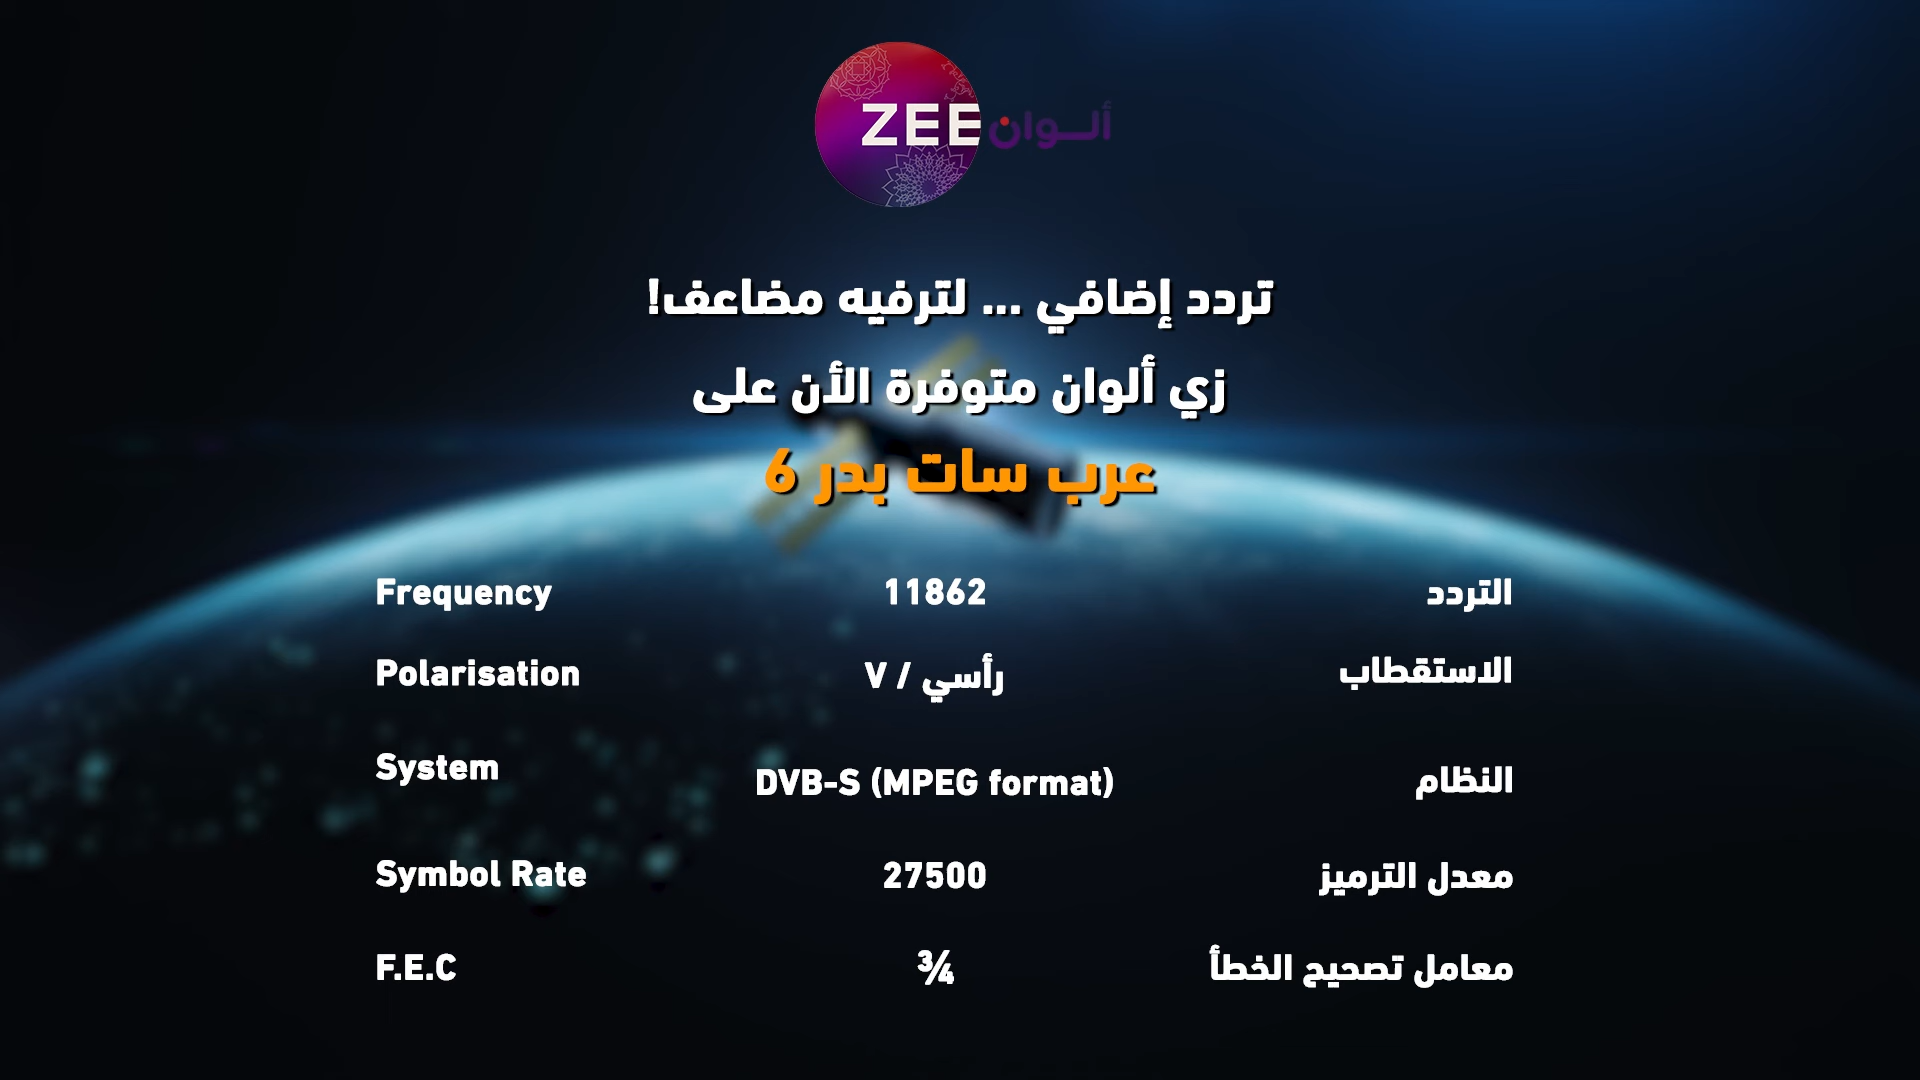 ZEE ألوان
تردد إضافي ... لترفيه مضاعف!
زي ألوان متوفرة الأن على
عرب سات بدر 6
Frequency 11862 التردد
Polarisation رأسي / V الاستقطاب
System DVB-S (MPEG format) النظام
Symbol Rate 27500 معدل الترميز
F.E.C ¾ معامل تصحيح الخطأ